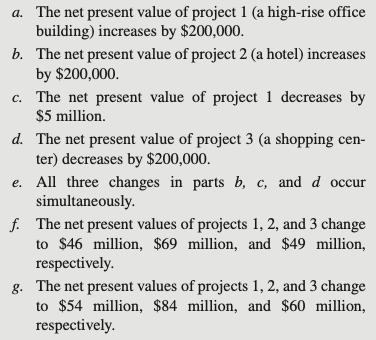 a. The net present value of project 1 (a high-rise office
building) increases by $200,000.
b. The net present value of project 2 (a hotel) increases
by $200,000.
c. The net present value of project 1 decreases by
$5 million.
d. The net present value of project 3 (a shopping cen-
ter) decreases by $200,000.
e. All three changes in parts b, c, and d occur
simultaneously.
f. The net present values of projects 1, 2, and 3 change
to $46 million, $69 million, and $49 million,
respectively.
g. The net present values of projects 1, 2, and 3 change
to $54 million, $84 million, and $60 million,
respectively.